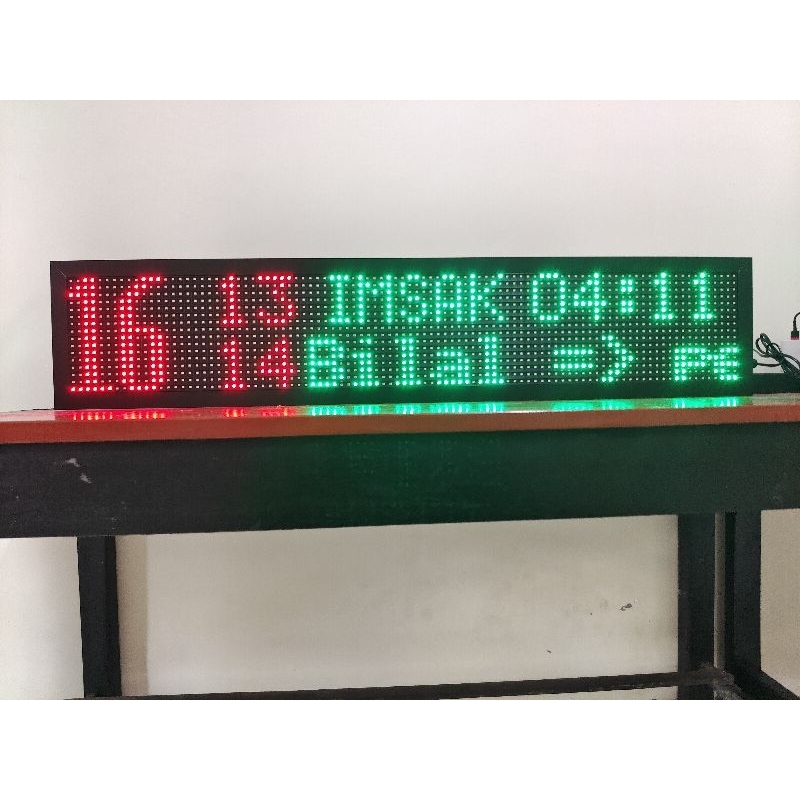 16 13 IMSAK 04:11
14 Bilal => pe